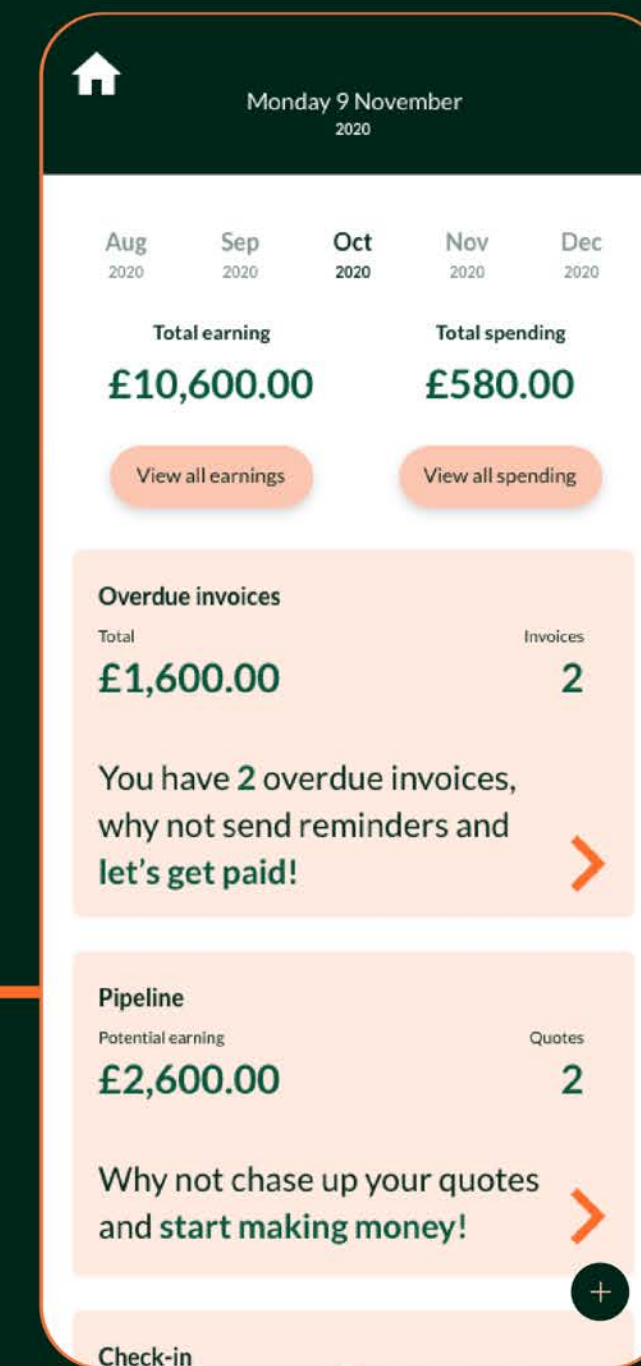 Monday 9 November
2020
Aug Sep Oct Nov Dec
2020 2020 2020 2020 2020
Total earning Total spending
£10,600.00 £580.00
View all earnings View all spending
Overdue invoices
Total Invoices
£1,600.00 2
You have 2 overdue invoices,
why not send reminders and
let's get paid!
Pipeline
Potential earning Quotes
£2,600.00 2
Why not chase up your quotes
and start making money!
+
Check-in